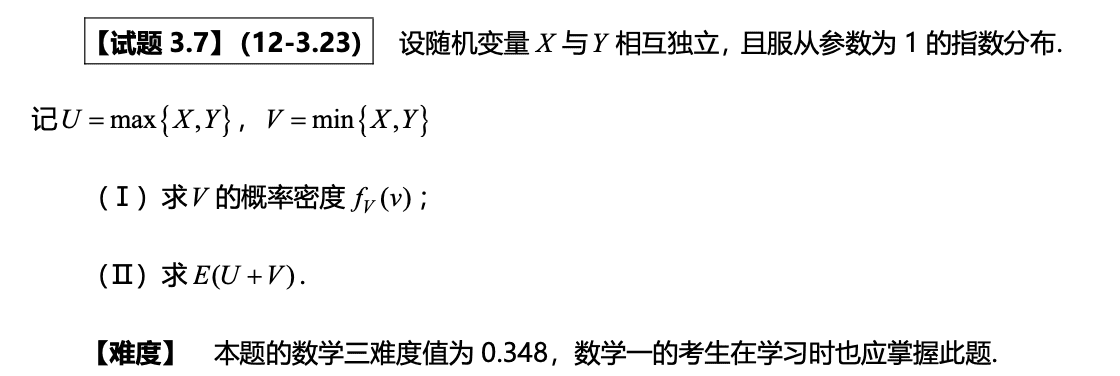 【试题 3.7】(12-3.23) 设随机变量 X 与 Y 相互独立，且服从参数为 1 的指数分布.
记 U = max{X,Y}，V = min{X,Y}
（Ⅰ）求 V 的概率密度 f_V(v)；
（Ⅱ）求 E(U + V).
【难度】 本题的数学三难度值为 0.348，数学一的考生在学习时也应掌握此题.